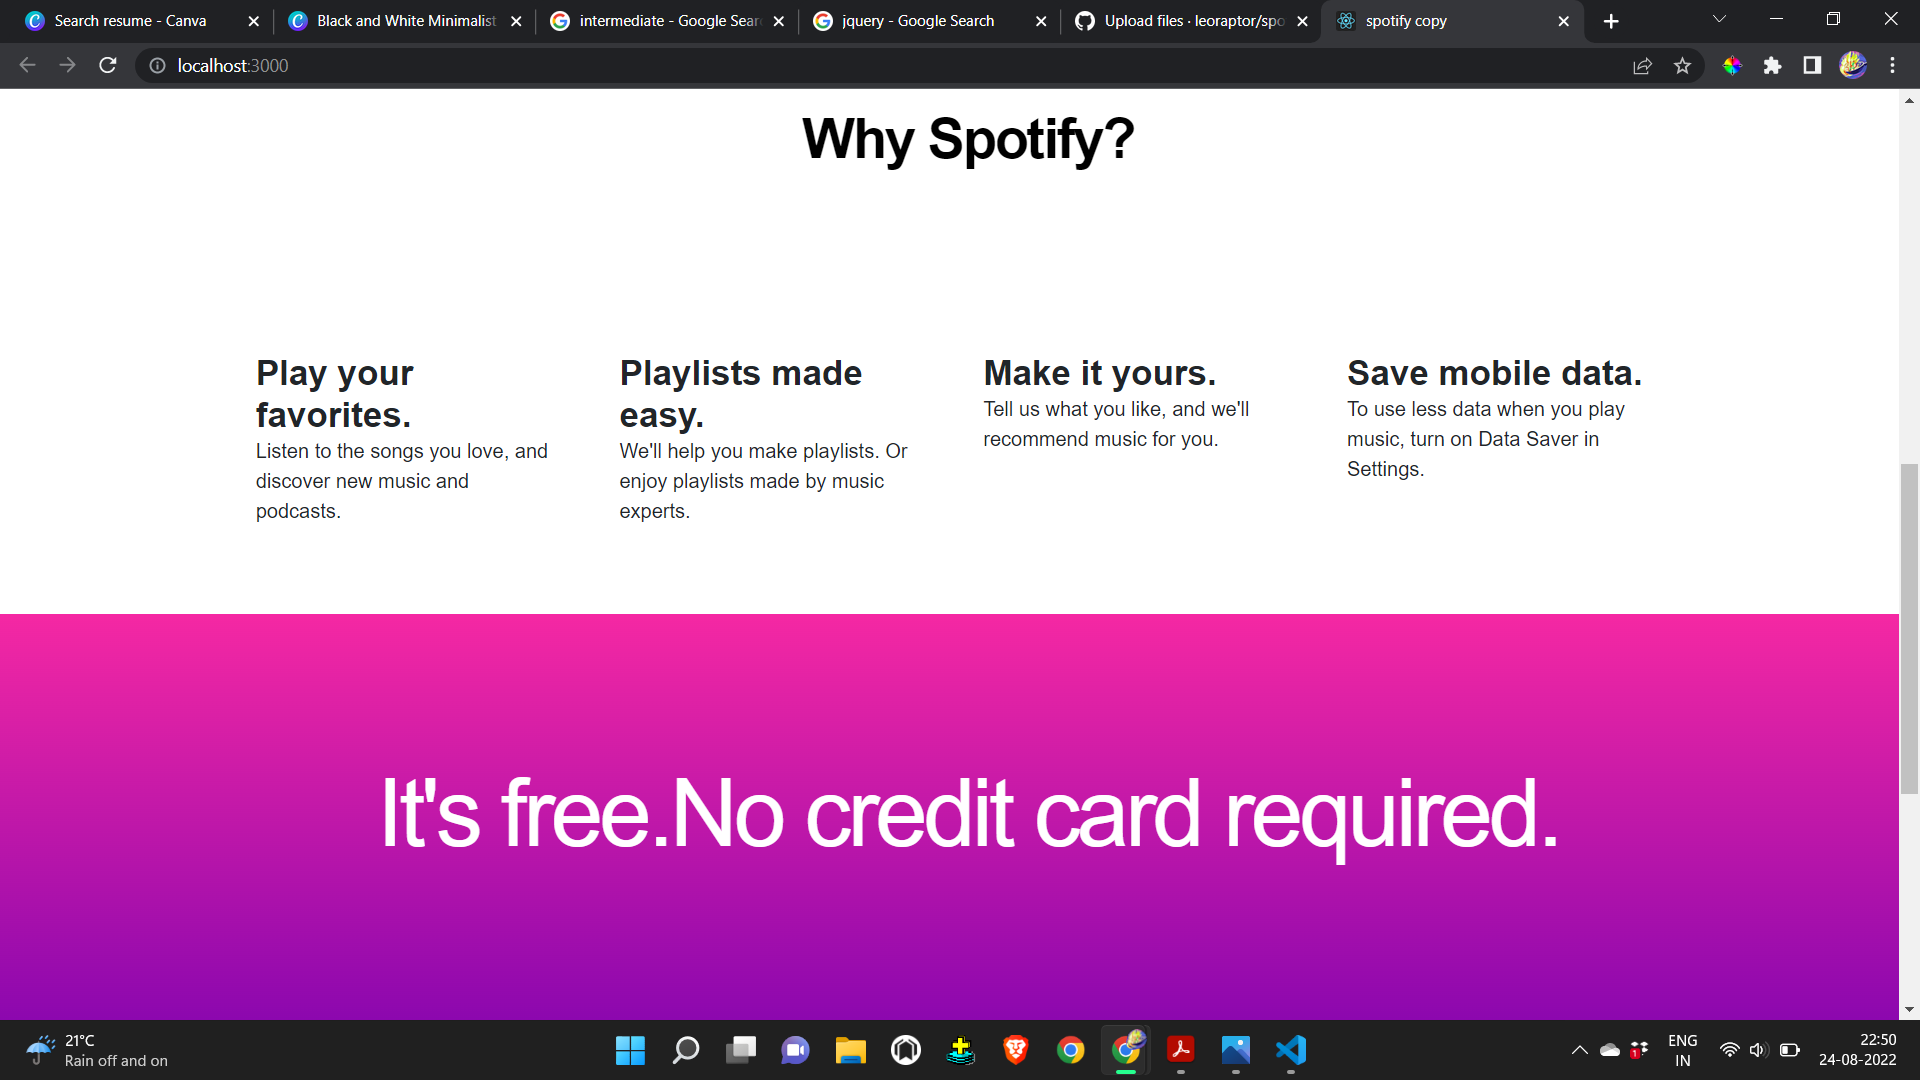 Search resume - Canva
Black and White Minimalist
intermediate - Google Sear
jquery - Google Search
Upload files · leoraptor/spo
spotify copy
localhost:3000
Why Spotify?
Play your
favorites.
Listen to the songs you love, and
discover new music and
podcasts.
Playlists made
easy.
We'll help you make playlists. Or
enjoy playlists made by music
experts.
Make it yours.
Tell us what you like, and we'll
recommend music for you.
Save mobile data.
To use less data when you play
music, turn on Data Saver in
Settings.
It's free.No credit card required.
21°C
Rain off and on
1
ENG
IN
22:50
24-08-2022